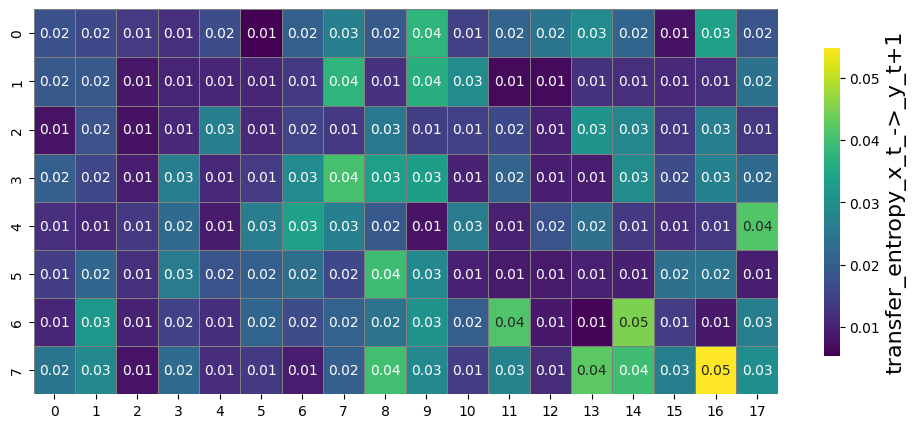 0 0.02 0.02 0.01 0.01 0.02 0.01 0.02 0.03 0.02 0.04 0.01 0.02 0.02 0.03 0.02 0.01 0.03 0.02
1 0.02 0.02 0.01 0.01 0.01 0.01 0.01 0.04 0.01 0.04 0.03 0.01 0.01 0.01 0.01 0.01 0.01 0.02
2 0.01 0.02 0.01 0.01 0.03 0.01 0.02 0.01 0.03 0.01 0.01 0.02 0.01 0.03 0.03 0.01 0.03 0.01
3 0.02 0.02 0.01 0.03 0.01 0.01 0.03 0.04 0.03 0.03 0.01 0.02 0.01 0.01 0.03 0.02 0.03 0.02
4 0.01 0.01 0.01 0.02 0.01 0.03 0.03 0.03 0.02 0.01 0.03 0.01 0.02 0.02 0.01 0.01 0.01 0.04
5 0.01 0.02 0.01 0.03 0.02 0.02 0.02 0.02 0.04 0.03 0.01 0.01 0.01 0.01 0.01 0.02 0.02 0.01
6 0.01 0.03 0.01 0.02 0.01 0.02 0.02 0.02 0.02 0.03 0.02 0.04 0.01 0.01 0.05 0.01 0.01 0.03
7 0.02 0.03 0.01 0.02 0.01 0.01 0.01 0.02 0.04 0.03 0.01 0.03 0.01 0.04 0.04 0.03 0.05 0.03
0 1 2 3 4 5 6 7 8 9 10 11 12 13 14 15 16 17
0.05
0.04
0.03
0.02
0.01
transfer_entropy_x_t_->_y_t+1